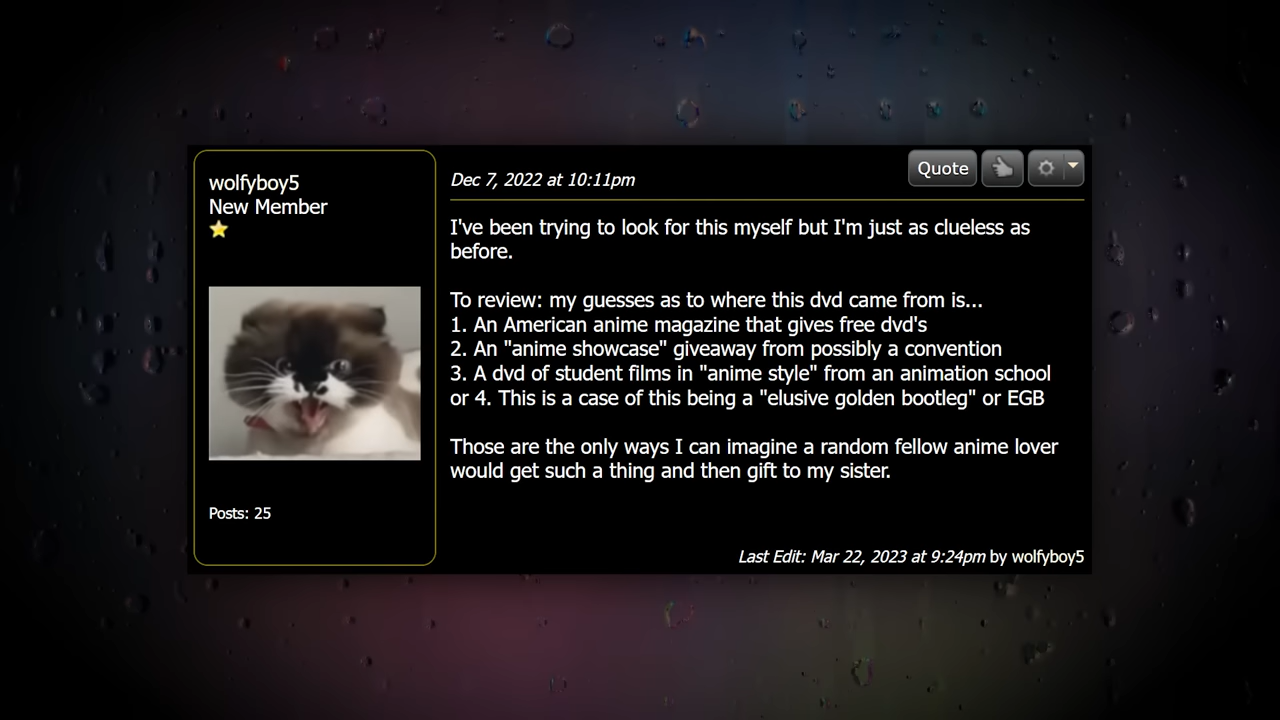 wolfyboy5
New Member
Posts: 25
Dec 7, 2022 at 10:11pm
Quote
I've been trying to look for this myself but I'm just as clueless as
before.
To review: my guesses as to where this dvd came from is...
1. An American anime magazine that gives free dvd's
2. An "anime showcase" giveaway from possibly a convention
3. A dvd of student films in "anime style" from an animation school
or 4. This is a case of this being a "elusive golden bootleg" or EGB
Those are the only ways I can imagine a random fellow anime lover
would get such a thing and then gift to my sister.
Last Edit: Mar 22, 2023 at 9:24pm by wolfyboy5